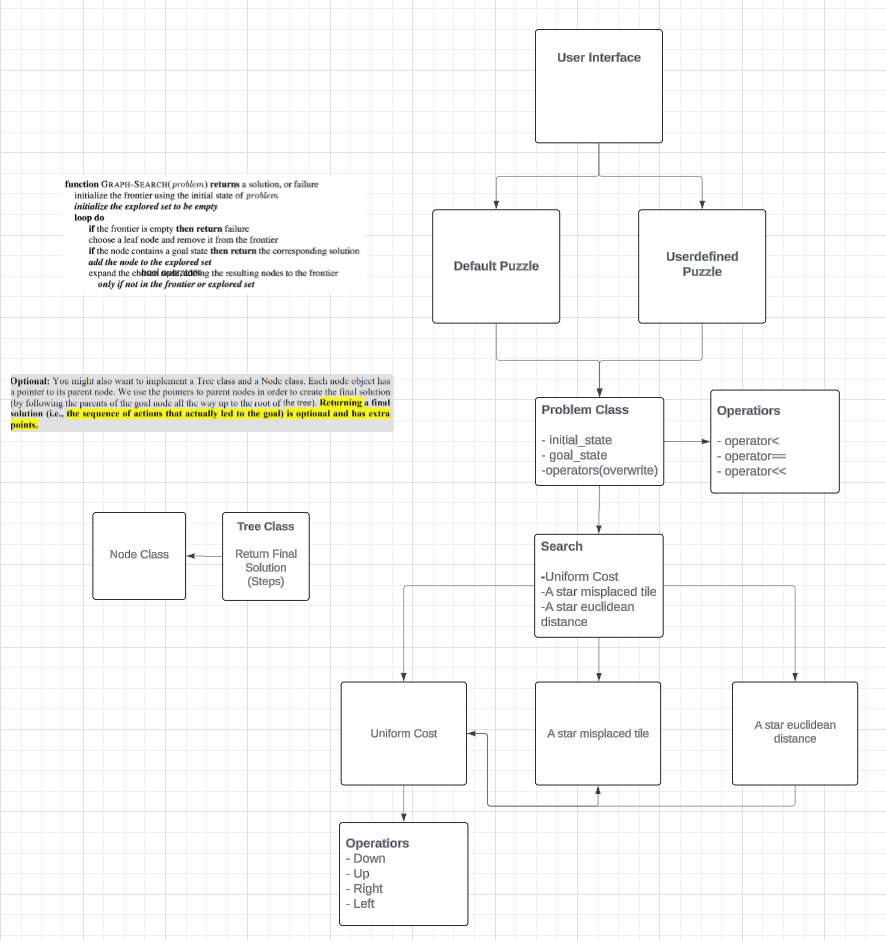 User Interface
function GRAPH-SEARCH(problem) returns a solution, or failure
initialize the frontier using the initial state of problem
initialize the explored set to be empty
loop do
if the frontier is empty then return failure
choose a leaf node and remove it from the frontier
if the node contains a goal state then return the corresponding solution
add the node to the explored set
expand the the resulting nodes to the frontier
only if not in the frontier or explored set
Default Puzzle
Userdefined
Puzzle
Optional: You might also want to implement a Tree class and a Node class. Each node object has
a pointer to its parent node. We use the pointers to parent nodes in order to create the final solution
(by following the parents of the goal node all the way up to the root of the tree). Returning a final
solution (i.e., the sequence of actions that actually led to the goal) is optional and has extra
points.
Problem Class
- initial_state
- goal_state
-operators(overwrite)
Operatiors
- operator<
- operator==
- operator<<
Node Class
Tree Class
Return Final
Solution
(Steps)
Search
-Uniform Cost
-A star misplaced tile
-A star euclidean
distance
Uniform Cost
A star misplaced tile
A star euclidean
distance
Operatiors
- Down
- Up
- Right
- Left